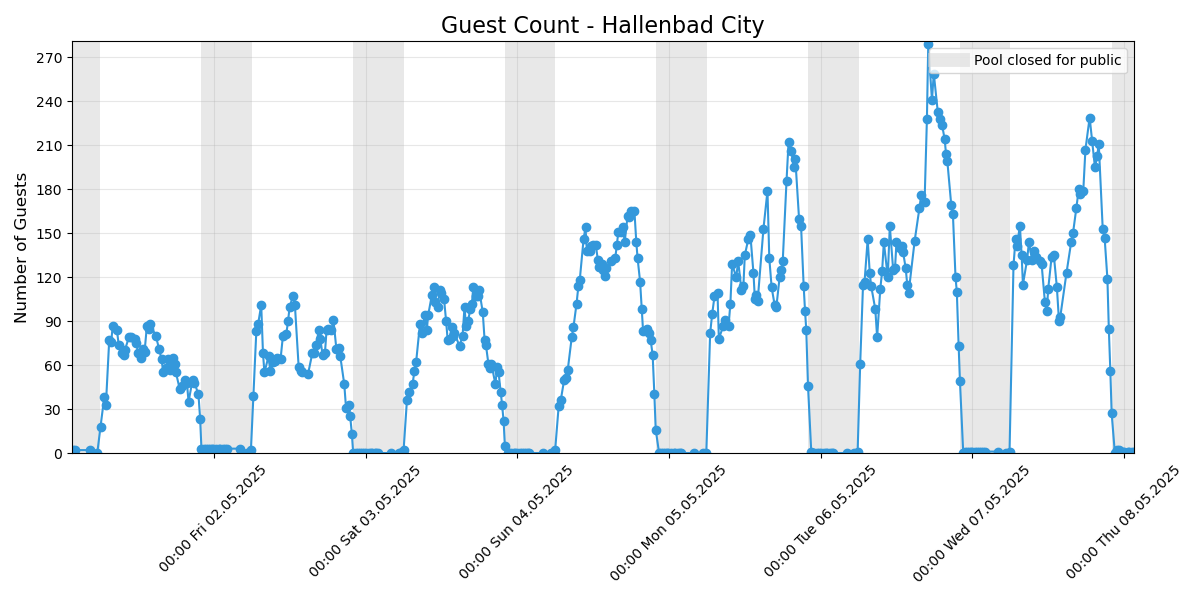 Guest Count - Hallenbad City
Pool closed for public
Number of Guests
270
240
210
180
150
120
90
60
30
0
00:00 Fri 02.05.2025
00:00 Sat 03.05.2025
00:00 Sun 04.05.2025
00:00 Mon 05.05.2025
00:00 Tue 06.05.2025
00:00 Wed 07.05.2025
00:00 Thu 08.05.2025